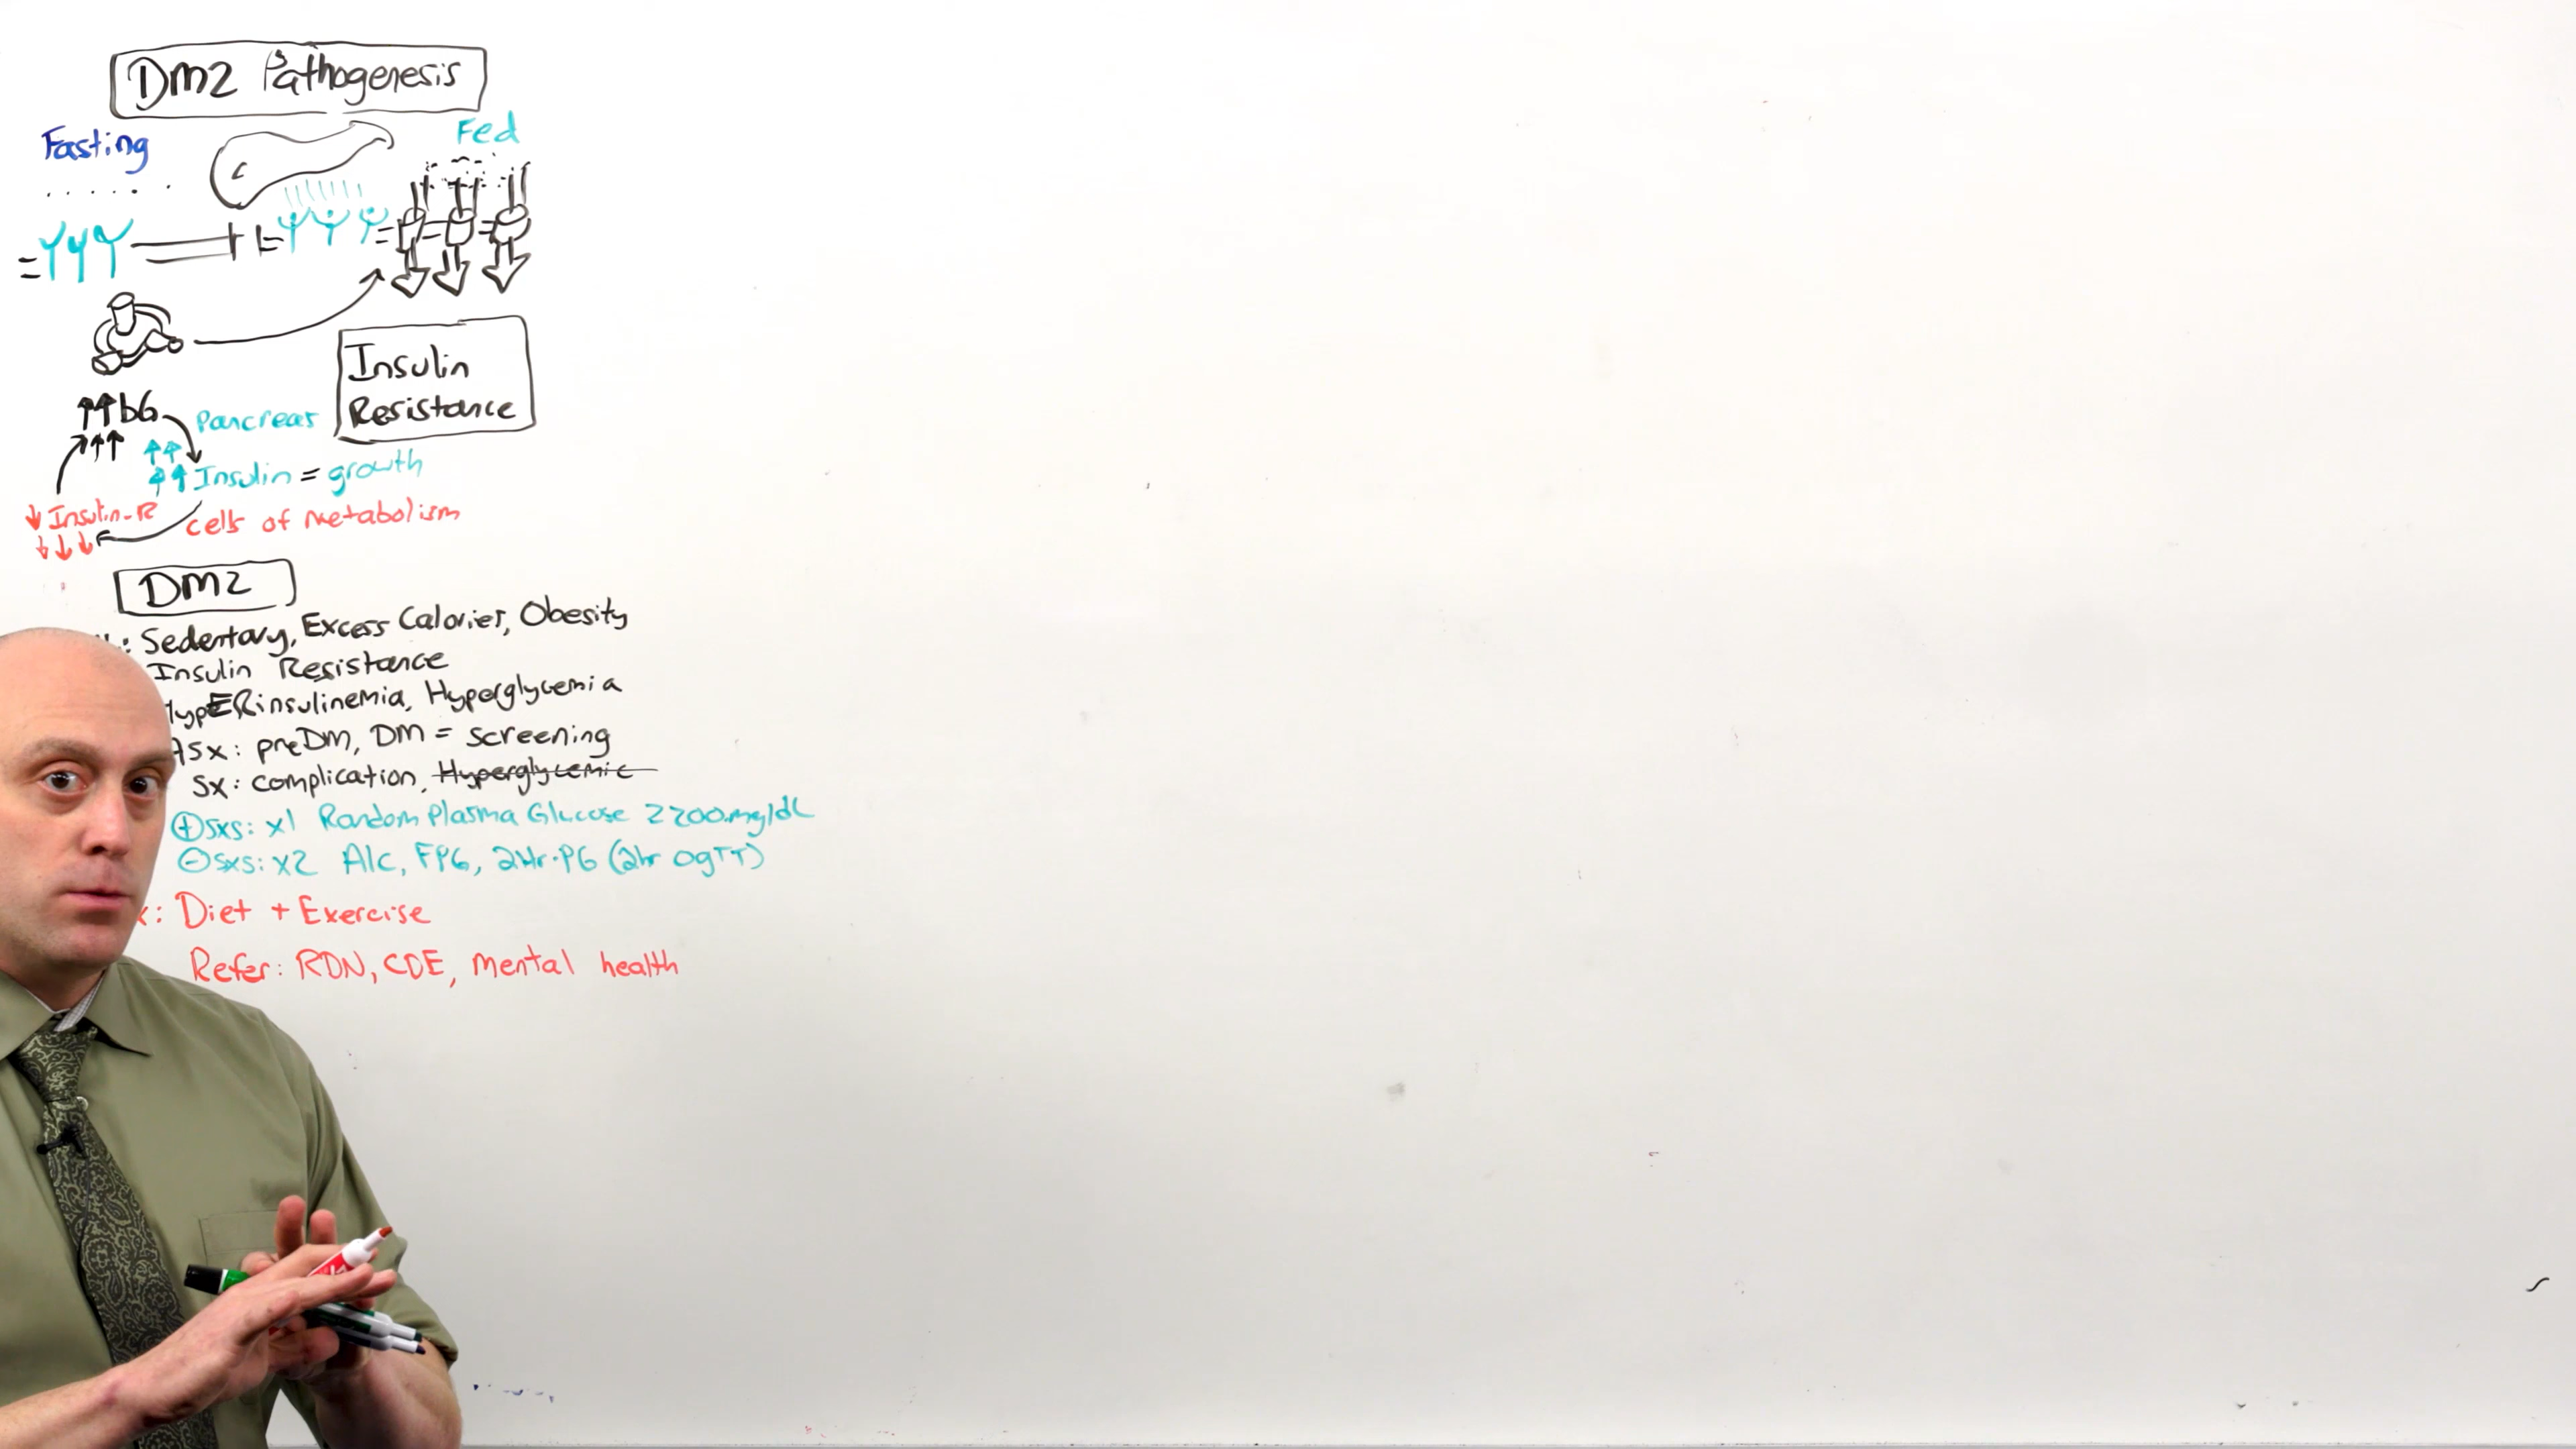 DM2 Pathogenesis
Fasting
Fed
Insulin
Resistance
↑↑bG
↑↑↑
Pancreas
↑↑
↑↑ Insulin = growth
↓ Insulin-R
cells of metabolism
↓↓↓
DM2
: Sedentary, Excess Calories, Obesity
Insulin Resistance
HypERinsulinemia, Hyperglycemia
Asx: preDM, DM = screening
Sx: complication, Hyperglycemic
⊕sxs: x1 Random Plasma Glucose ≥200mg/dL
⊖sxs: x2 A1c, FPG, 2Hr-PG (2hr OgTT)
x: Diet + Exercise
Refer: RDN, CDE, mental health